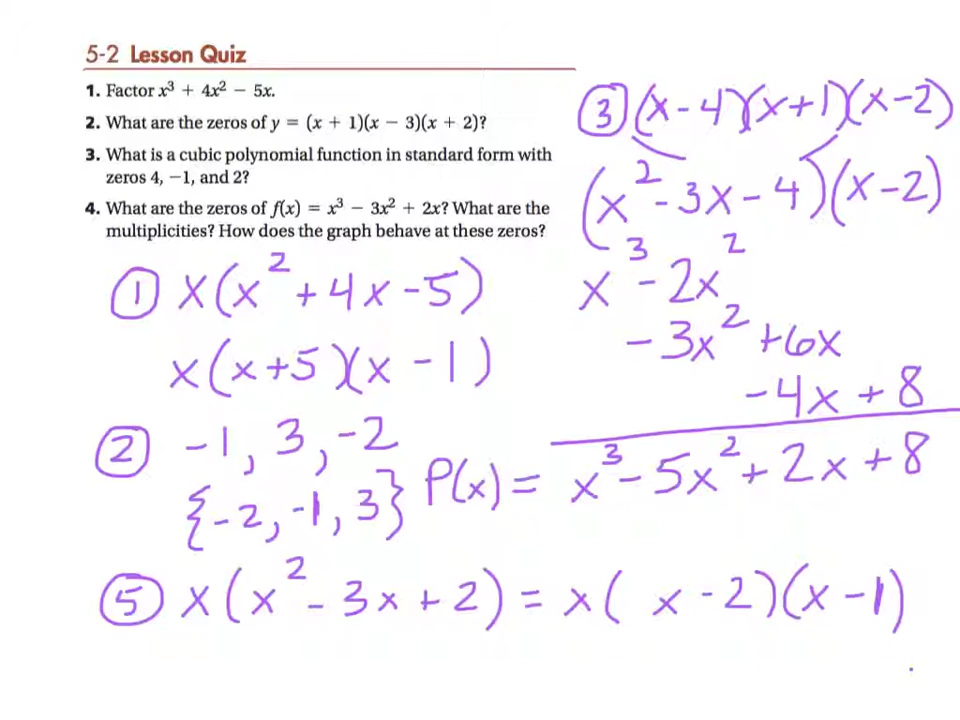 5-2 Lesson Quiz
1. Factor x³ + 4x² − 5x.
2. What are the zeros of y = (x + 1)(x − 3)(x + 2)?
3. What is a cubic polynomial function in standard form with
zeros 4, −1, and 2?
4. What are the zeros of f(x) = x³ − 3x² + 2x? What are the
multiplicities? How does the graph behave at these zeros?
③ (x-4)(x+1)(x-2)
(x²-3x-4)(x-2)
x³-2x²
-3x²+6x
-4x+8
P(x) = x³-5x²+2x+8
① x(x²+4x-5)
x(x+5)(x-1)
② -1, 3, -2
{-2, -1, 3}
⑤ x(x²-3x+2) = x(x-2)(x-1)